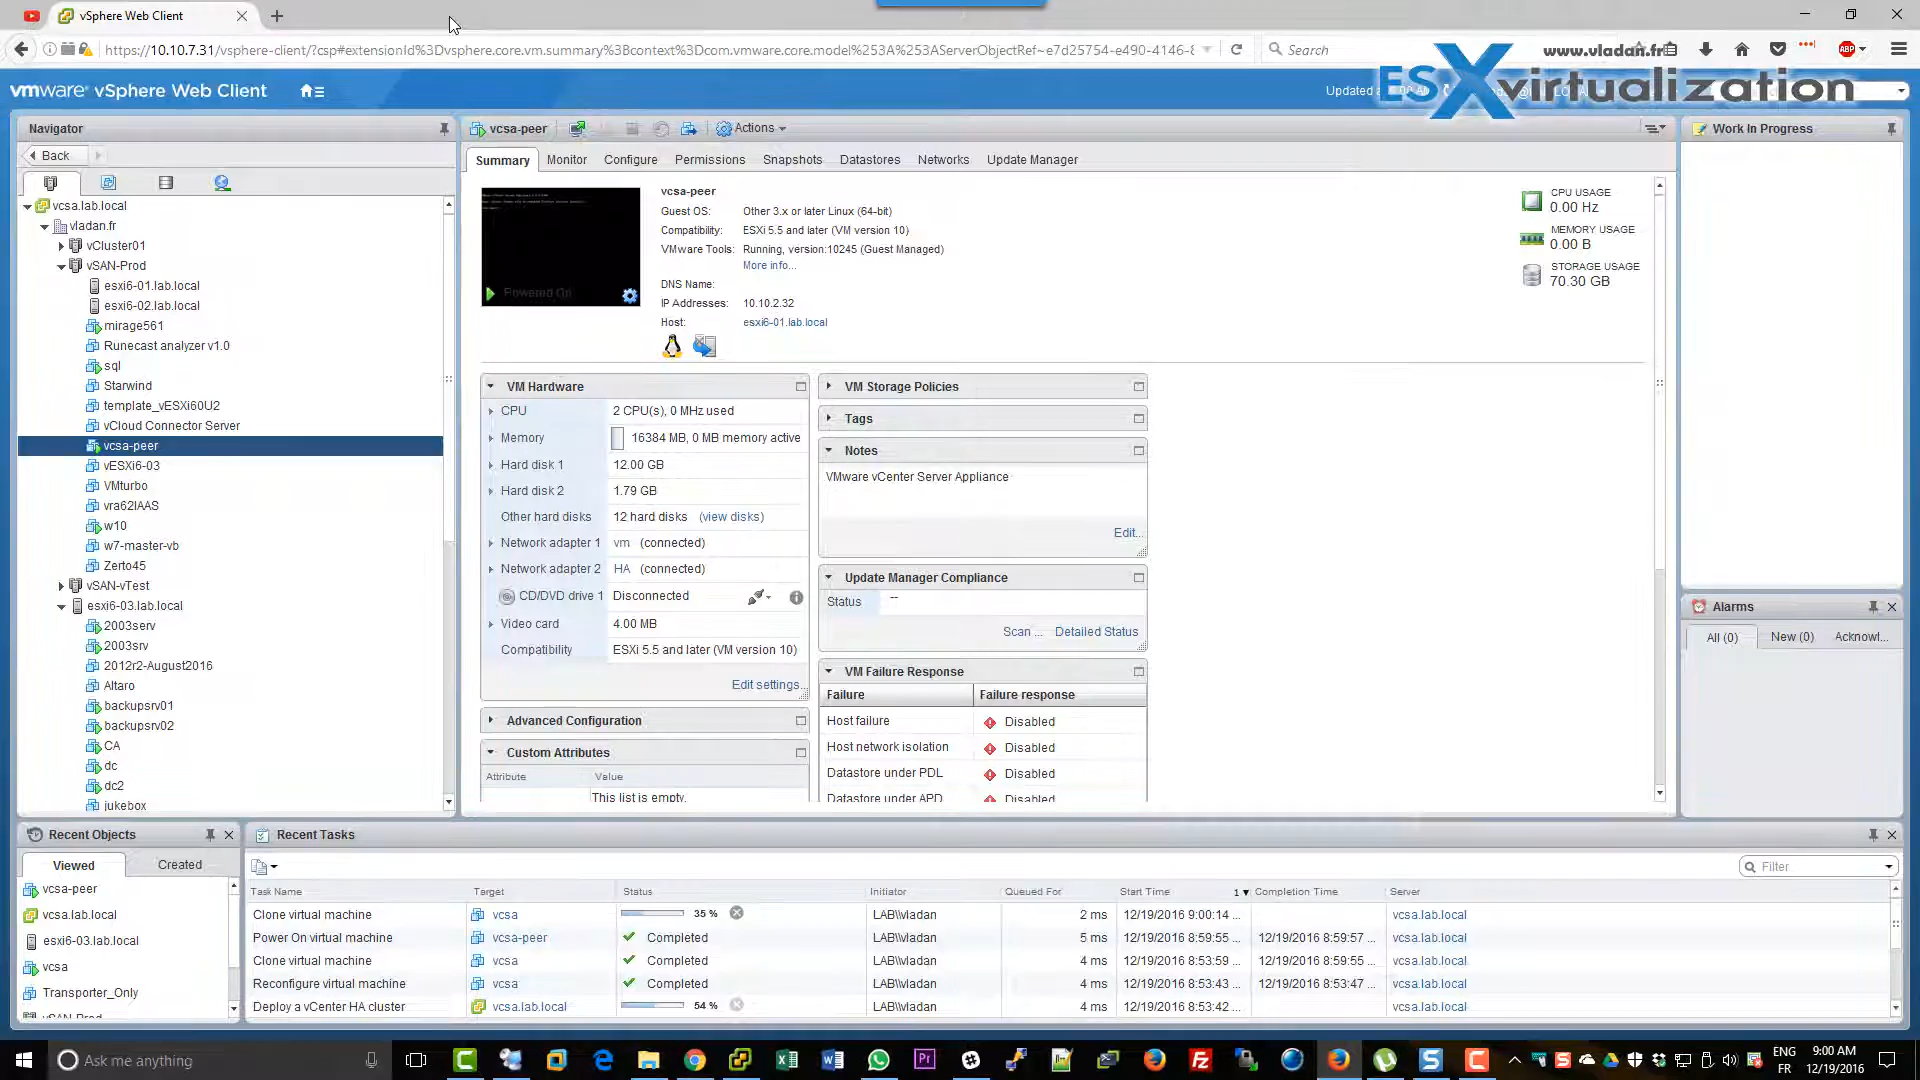 vSphere Web Client
https://10.10.7.31/vsphere-client/?csp#extensionId%3Dvsphere.core.vm.summary%3Bcontext%3Dcom.vmware.core.model%253A%253AServerObjectRef~e7d25754-e490-4146-8
Search
ABP
www.vladan.fr
ESXvirtualization
vmware® vSphere Web Client
Navigator
Back
vcsa.lab.local
vladan.fr
vCluster01
vSAN-Prod
esxi6-01.lab.local
esxi6-02.lab.local
mirage561
Runecast analyzer v1.0
sql
Starwind
template_vESXi60U2
vCloud Connector Server
vcsa-peer
vESXi6-03
VMturbo
vra62IAAS
w10
w7-master-vb
Zerto45
vSAN-vTest
esxi6-03.lab.local
2003serv
2003srv
2012r2-August2016
Altaro
backupsrv01
backupsrv02
CA
dc
dc2
jukebox
vcsa-peer Actions
Summary Monitor Configure Permissions Snapshots Datastores Networks Update Manager
Powered On
vcsa-peer
Guest OS: Other 3.x or later Linux (64-bit)
Compatibility: ESXi 5.5 and later (VM version 10)
VMware Tools: Running, version:10245 (Guest Managed)
More info...
DNS Name:
IP Addresses: 10.10.2.32
Host: esxi6-01.lab.local
CPU USAGE
0.00 Hz
MEMORY USAGE
0.00 B
STORAGE USAGE
70.30 GB
VM Hardware
CPU 2 CPU(s), 0 MHz used
Memory 16384 MB, 0 MB memory active
Hard disk 1 12.00 GB
Hard disk 2 1.79 GB
Other hard disks 12 hard disks (view disks)
Network adapter 1 vm (connected)
Network adapter 2 HA (connected)
CD/DVD drive 1 Disconnected
Video card 4.00 MB
Compatibility ESXi 5.5 and later (VM version 10)
Edit settings...
Advanced Configuration
Custom Attributes
Attribute Value
This list is empty.
VM Storage Policies
Tags
Notes
VMware vCenter Server Appliance
Edit...
Update Manager Compliance
Status --
Scan ... Detailed Status
VM Failure Response
Failure Failure response
Host failure Disabled
Host network isolation Disabled
Datastore under PDL Disabled
Datastore under APD Disabled
Work In Progress
Alarms
All (0) New (0) Acknowl...
Recent Objects
Viewed Created
vcsa-peer
vcsa.lab.local
esxi6-03.lab.local
vcsa
Transporter_Only
vSAN-Prod
Recent Tasks
Filter
Task Name Target Status Initiator Queued For Start Time 1 ▼ Completion Time Server
Clone virtual machine vcsa 35 % LAB\\vladan 2 ms 12/19/2016 9:00:14 ... vcsa.lab.local
Power On virtual machine vcsa-peer Completed LAB\\vladan 5 ms 12/19/2016 8:59:55 ... 12/19/2016 8:59:57 ... vcsa.lab.local
Clone virtual machine vcsa Completed LAB\\vladan 4 ms 12/19/2016 8:53:59 ... 12/19/2016 8:59:55 ... vcsa.lab.local
Reconfigure virtual machine vcsa Completed LAB\\vladan 4 ms 12/19/2016 8:53:43 ... 12/19/2016 8:53:47 ... vcsa.lab.local
Deploy a vCenter HA cluster vcsa.lab.local 54 % LAB\\vladan 4 ms 12/19/2016 8:53:42 ... vcsa.lab.local
Ask me anything
ENG 9:00 AM
FR 12/19/2016